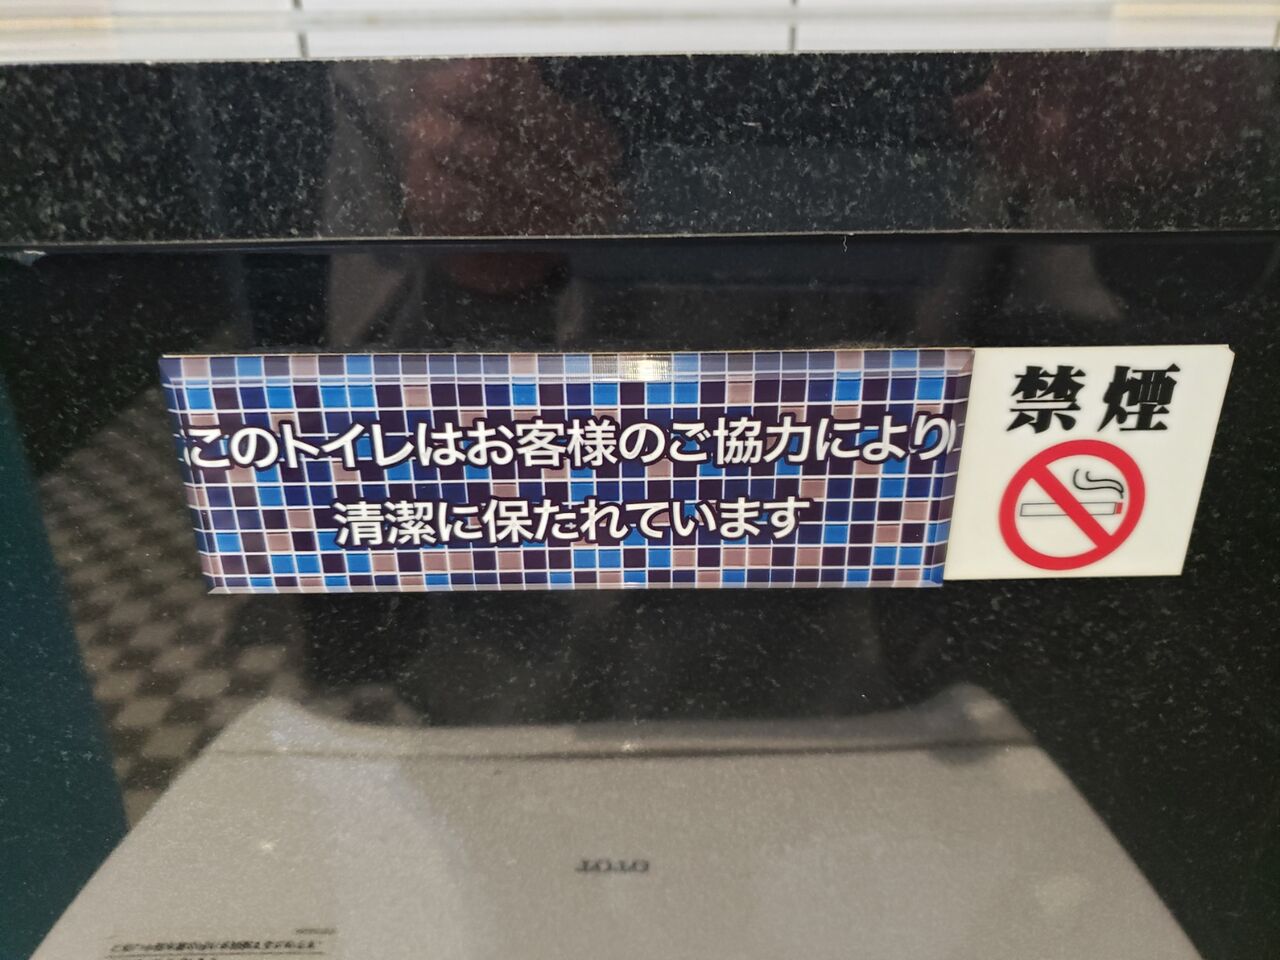 このトイレはお客様のご協力により
清潔に保たれています
禁煙
TOTO